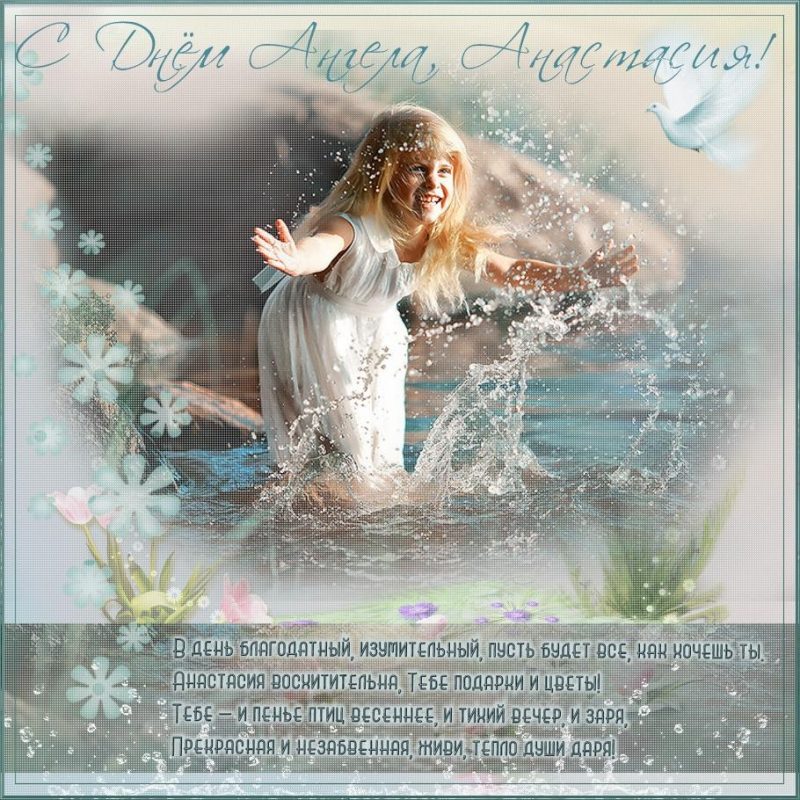 С Днём Ангела, Анастасия!
В день благодатный, изумительный, пусть будет все, как хочешь ты.
Анастасия восхитительна, Тебе подарки и цветы!
Тебе – и пенье птиц весеннее, и тихий вечер, и заря,
Прекрасная и незабвенная, живи, тепло души даря!